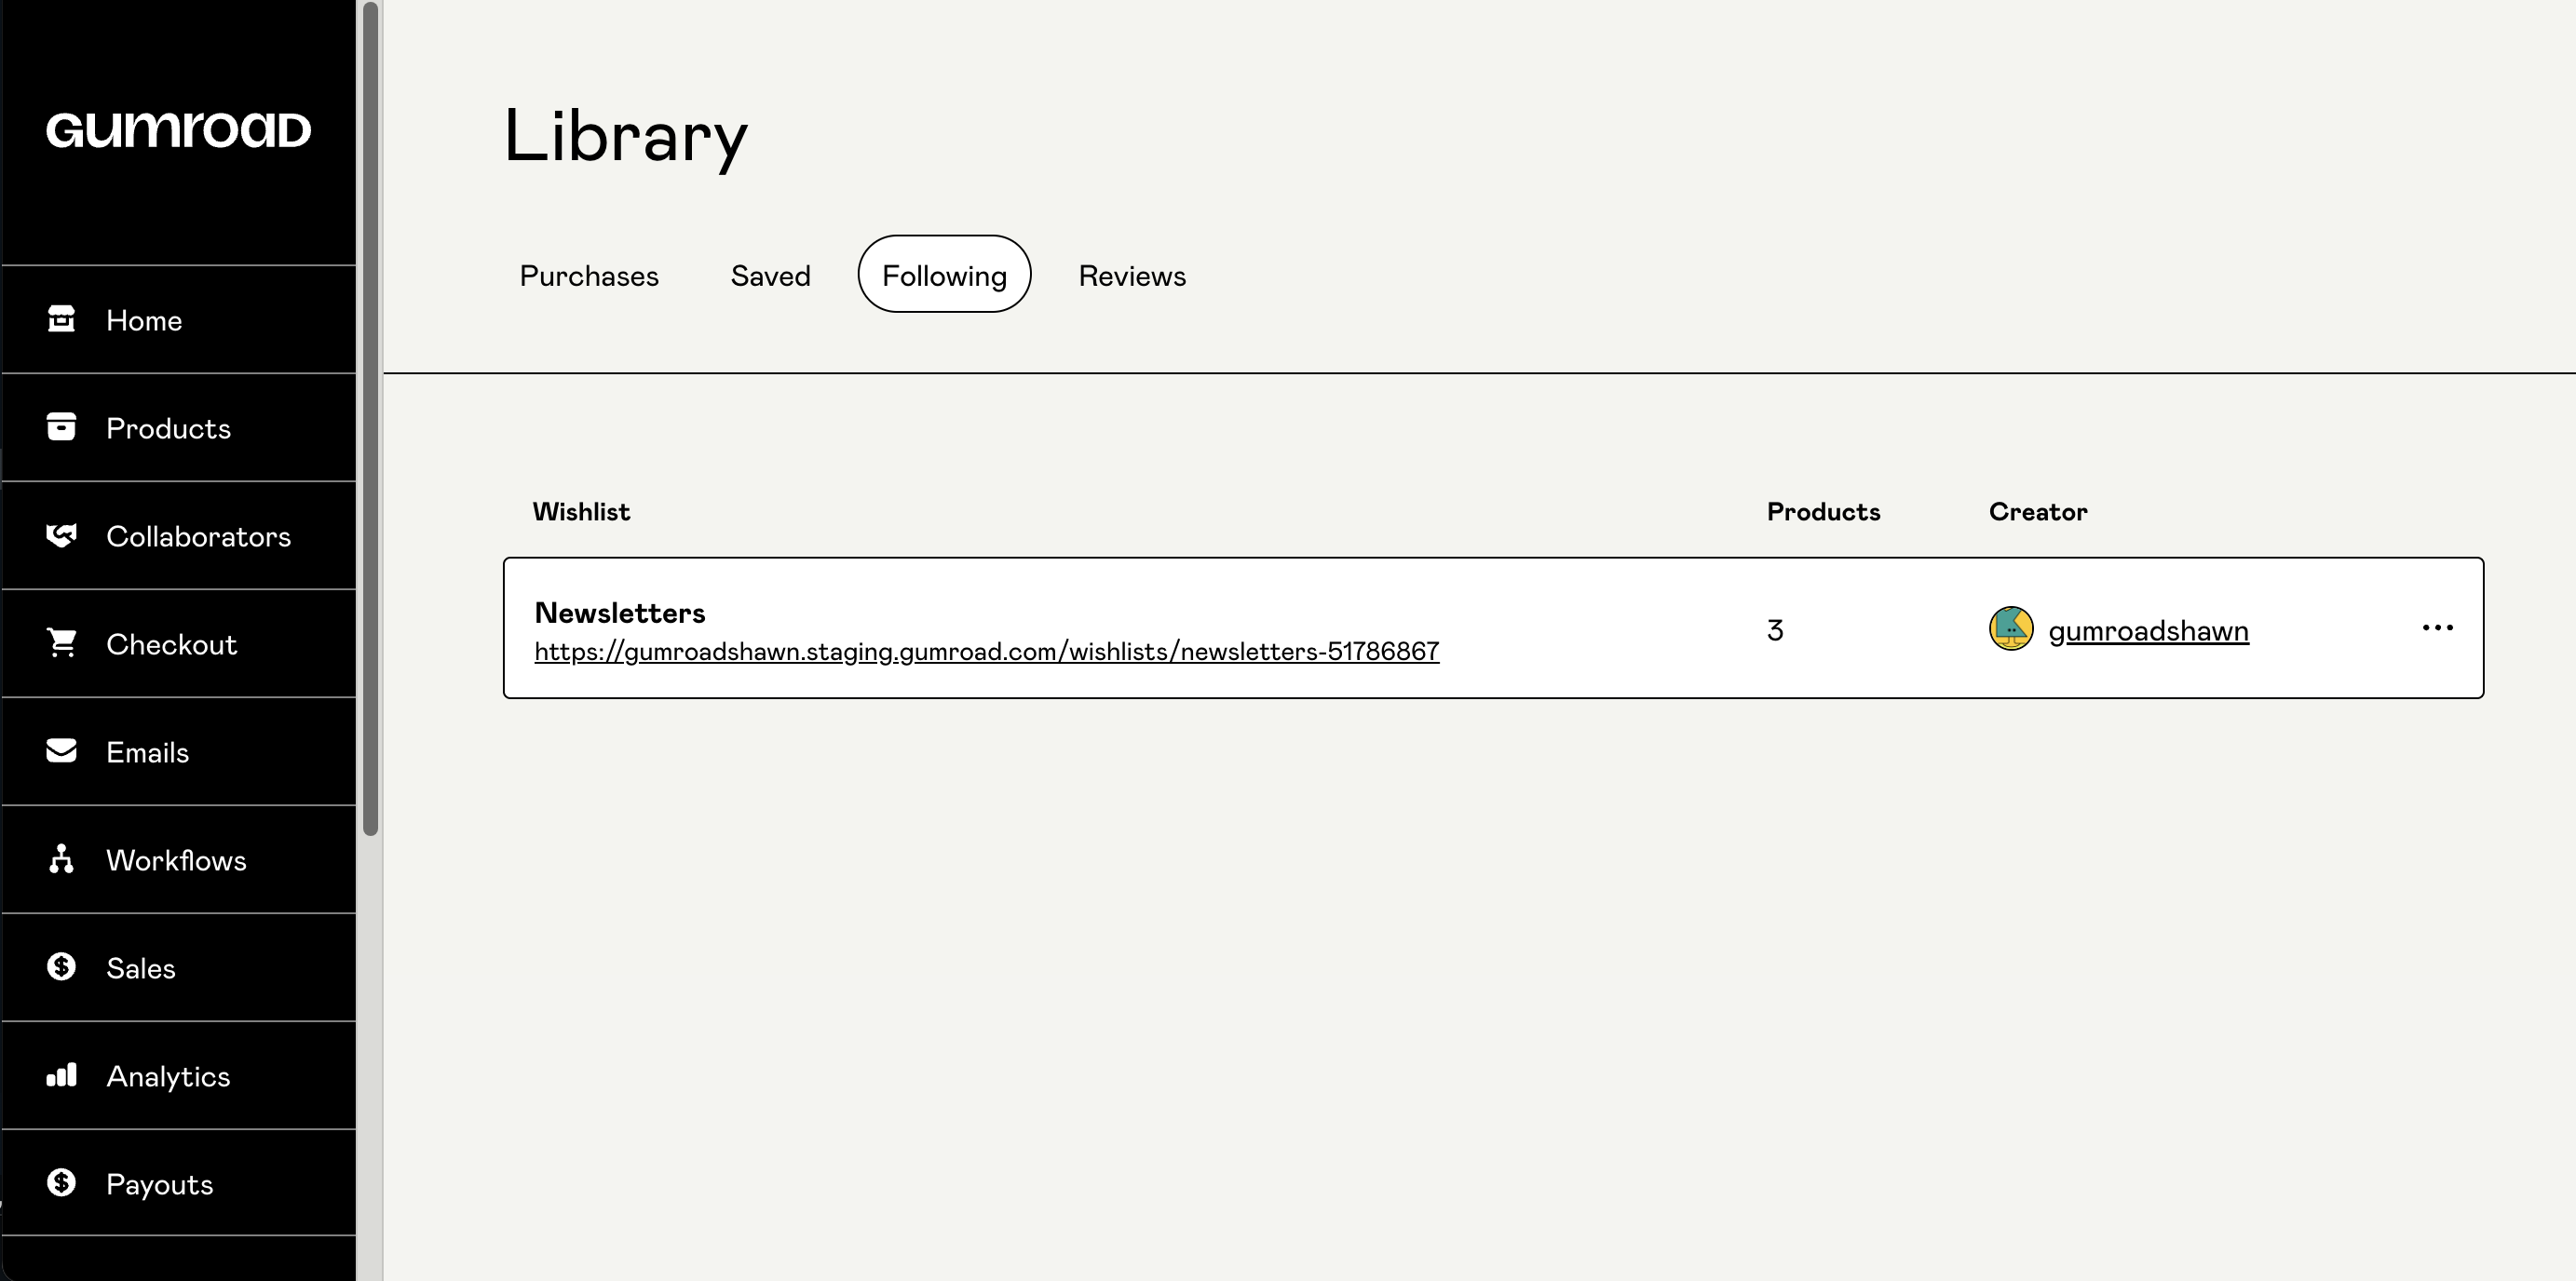 GUMROAD
Home
Products
Collaborators
Checkout
Emails
Workflows
Sales
Analytics
Payouts
Library
Purchases Saved Following Reviews
Wishlist Products Creator
Newsletters
https://gumroadshawn.staging.gumroad.com/wishlists/newsletters-51786867
3 gumroadshawn